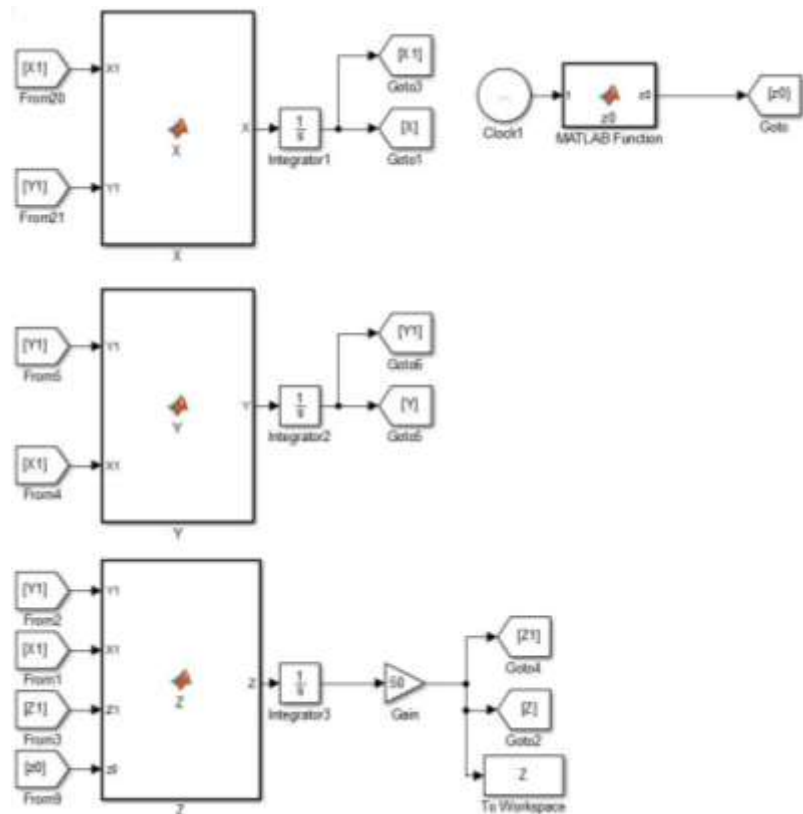 [X1]
From20
[Y1]
From21
X1
Y1
X
X
X
1
s
Integrator1
[X1]
Goto3
[X]
Goto1
Clock1
z0
z0
MATLAB Function
[z0]
Goto
[Y1]
From5
[X1]
From4
Y1
X1
Y
Y
Y
1
s
Integrator2
[Y1]
Goto6
[Y]
Goto5
[Y1]
From2
[X1]
From1
[Z1]
From3
[z0]
From9
Y1
X1
Z1
z0
Z
Z
Z
1
s
Integrator3
50
Gain
[Z1]
Goto4
[Z]
Goto2
Z
To Workspace